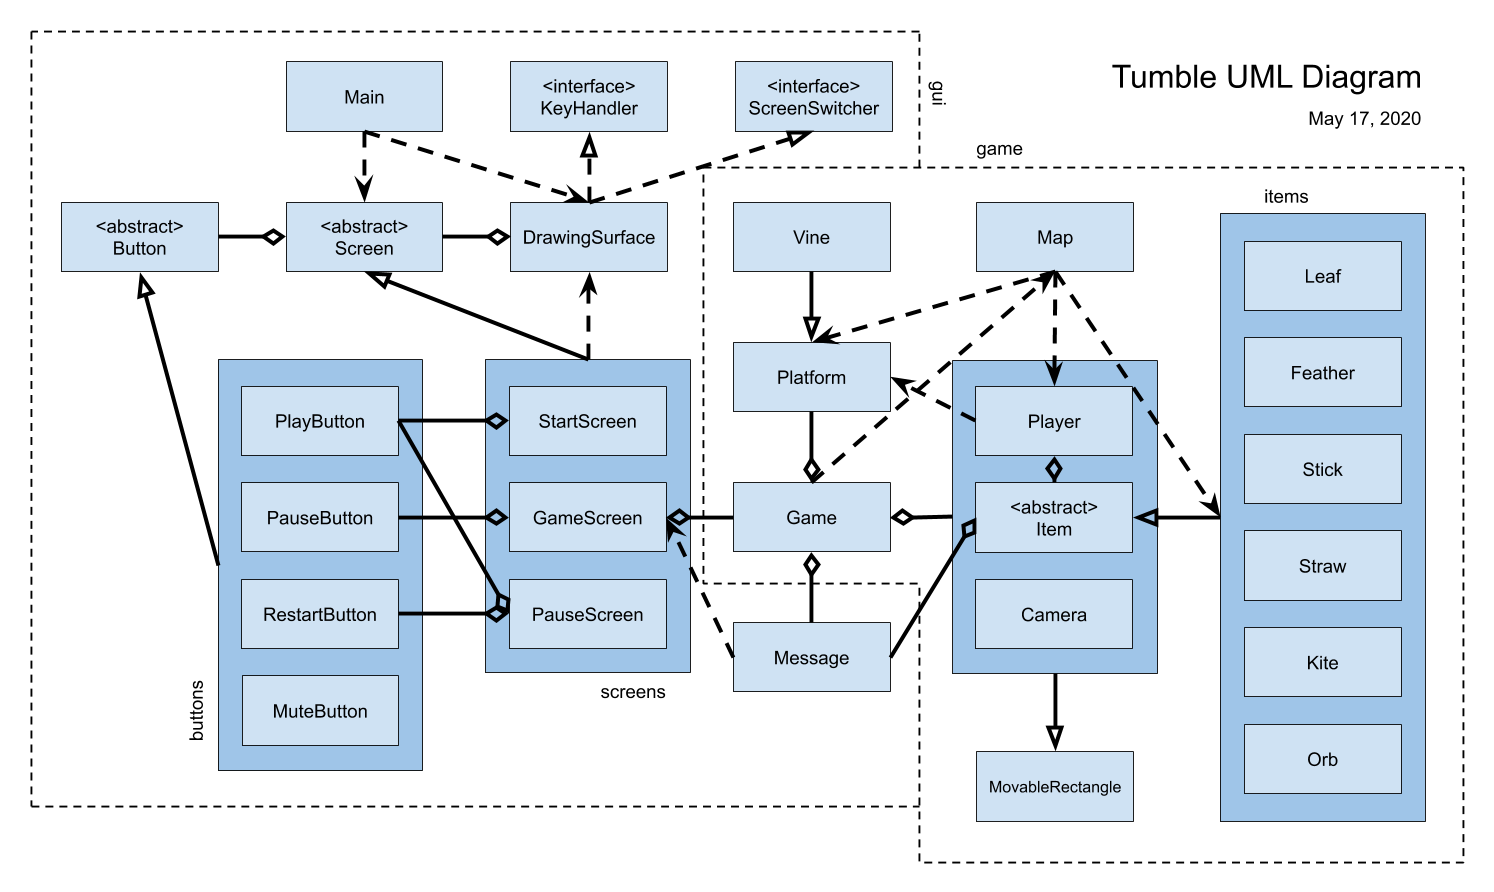 Tumble UML Diagram
May 17, 2020
gui
game
items
Main
<interface>
KeyHandler
<interface>
ScreenSwitcher
<abstract>
Button
<abstract>
Screen
DrawingSurface
Vine
Map
Leaf
Platform
Feather
PlayButton
StartScreen
Player
Stick
PauseButton
GameScreen
Game
<abstract>
Item
Straw
RestartButton
PauseScreen
Camera
Message
Kite
screens
buttons
MuteButton
Orb
MovableRectangle